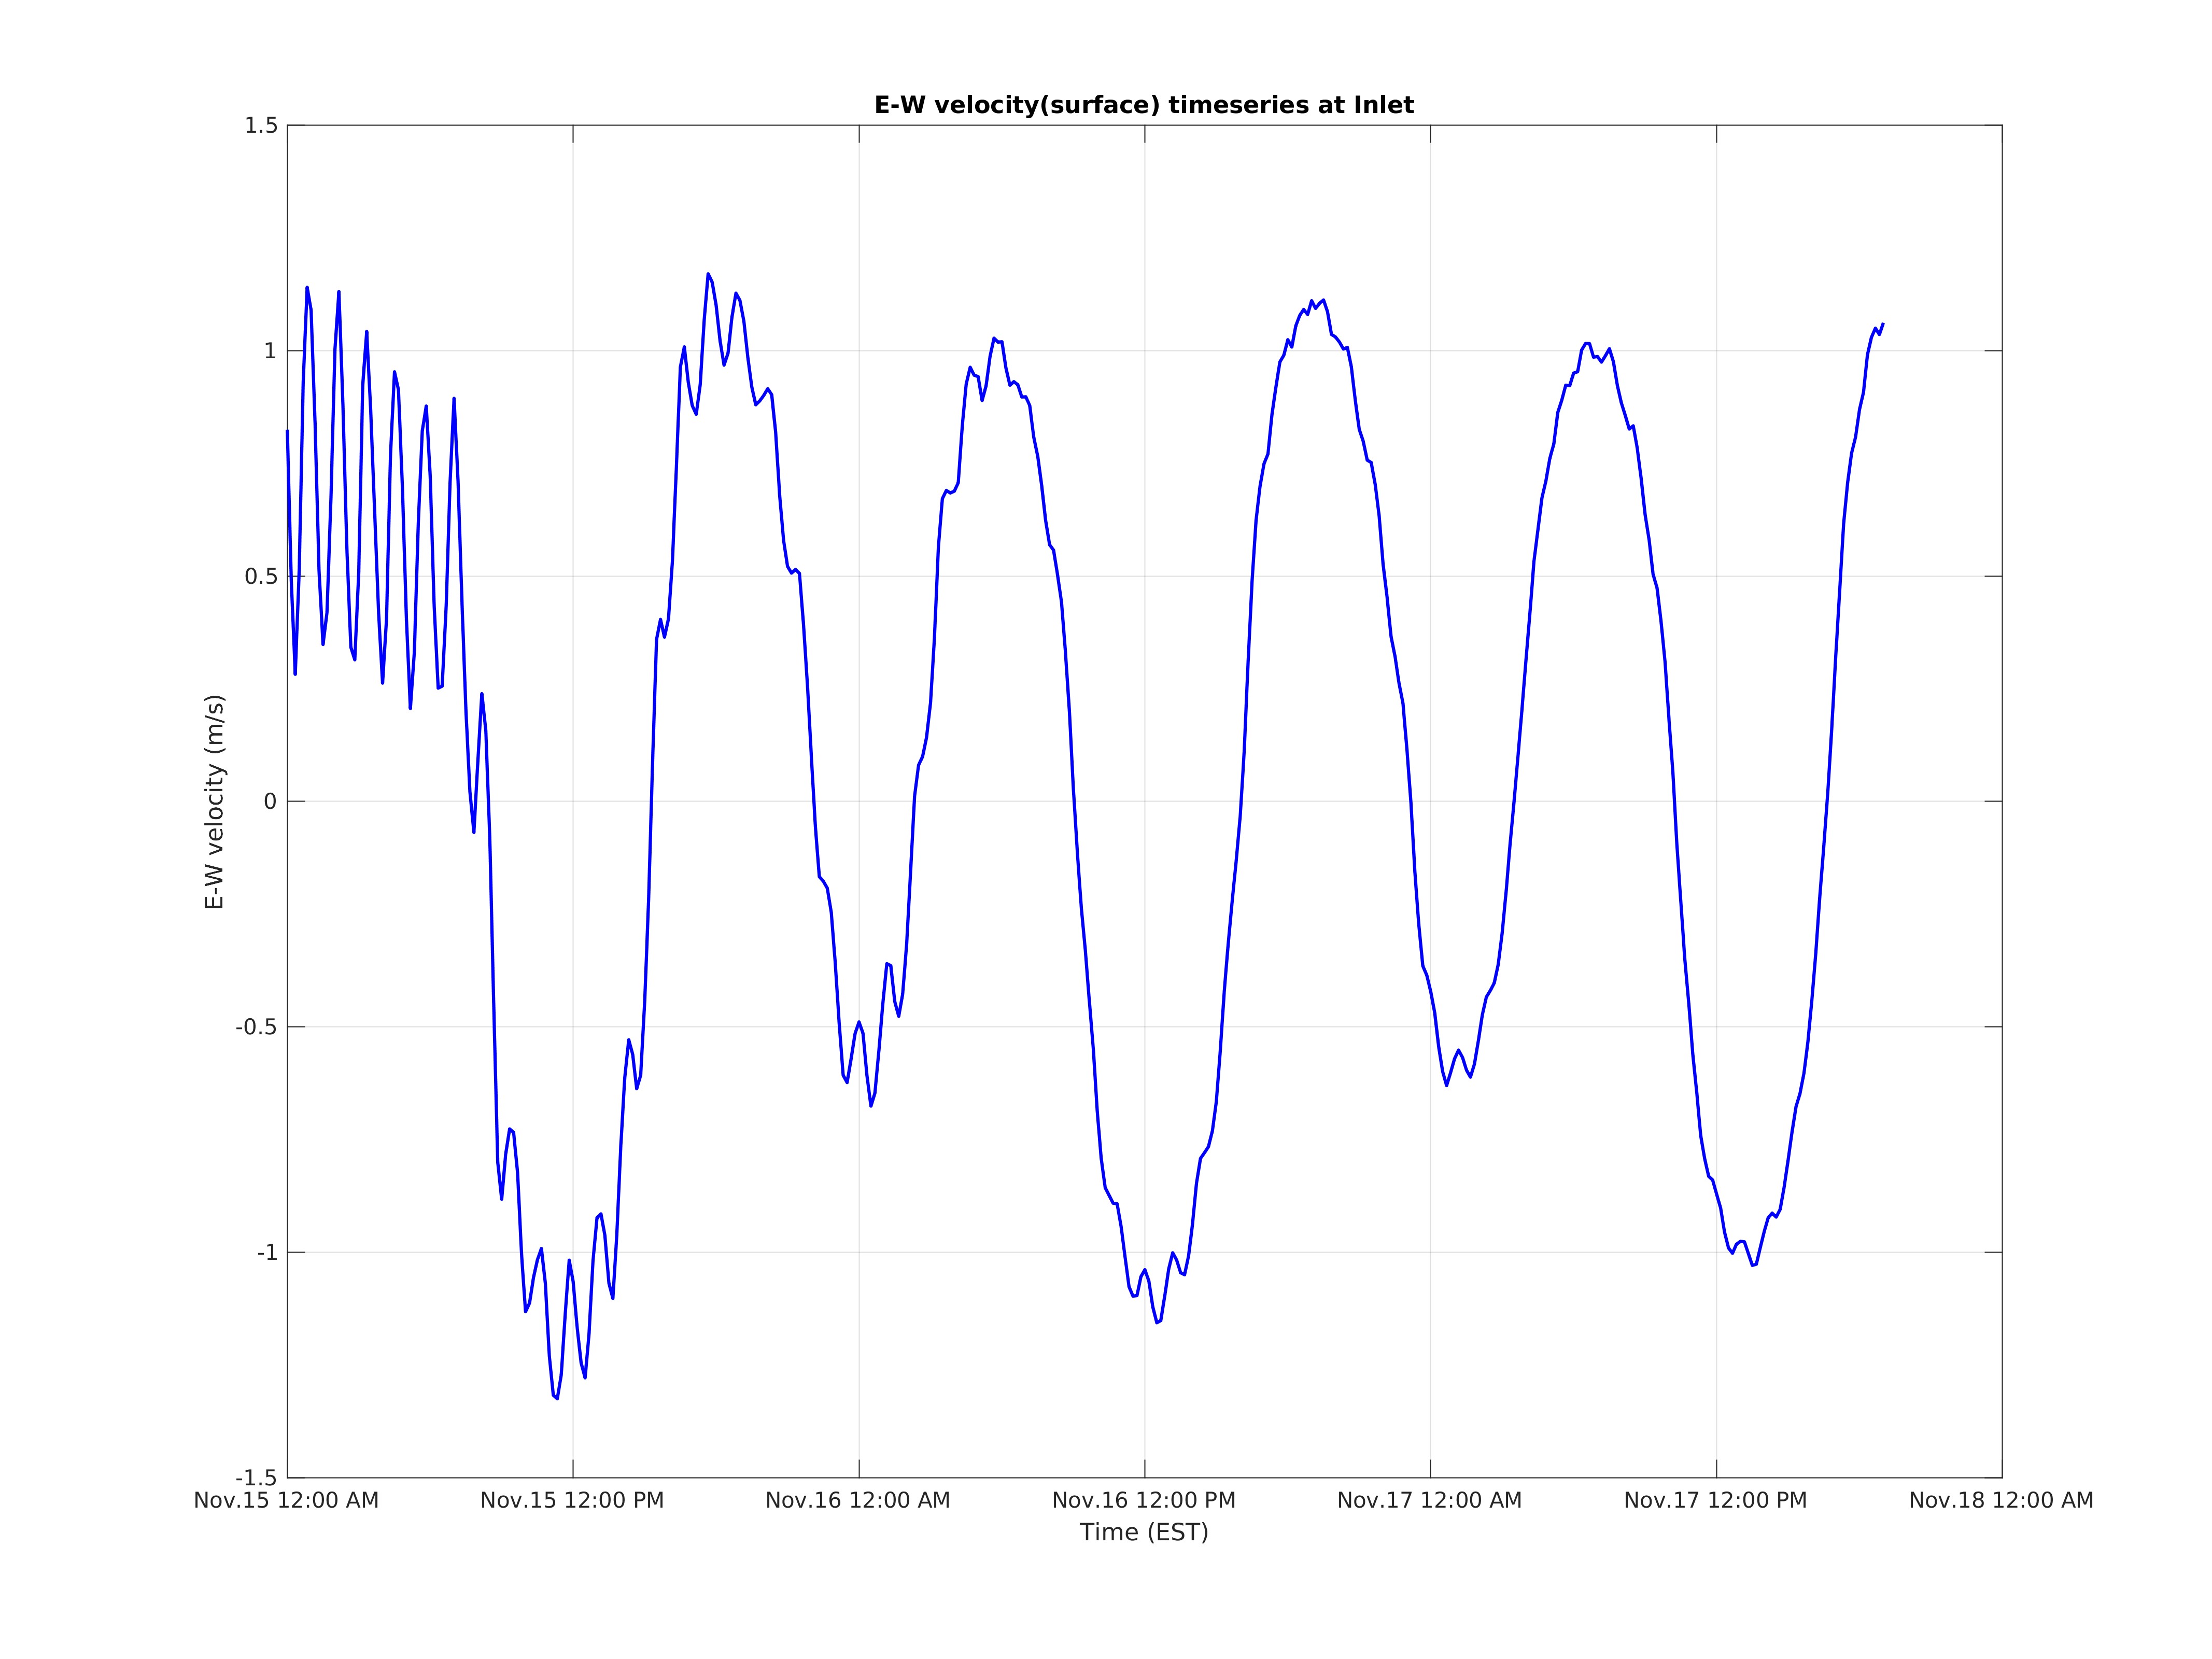 E-W velocity(surface) timeseries at Inlet
1.5
1
0.5
0
-0.5
-1
-1.5
E-W velocity (m/s)
Nov.15 12:00 AM Nov.15 12:00 PM Nov.16 12:00 AM Nov.16 12:00 PM Nov.17 12:00 AM Nov.17 12:00 PM Nov.18 12:00 AM
Time (EST)